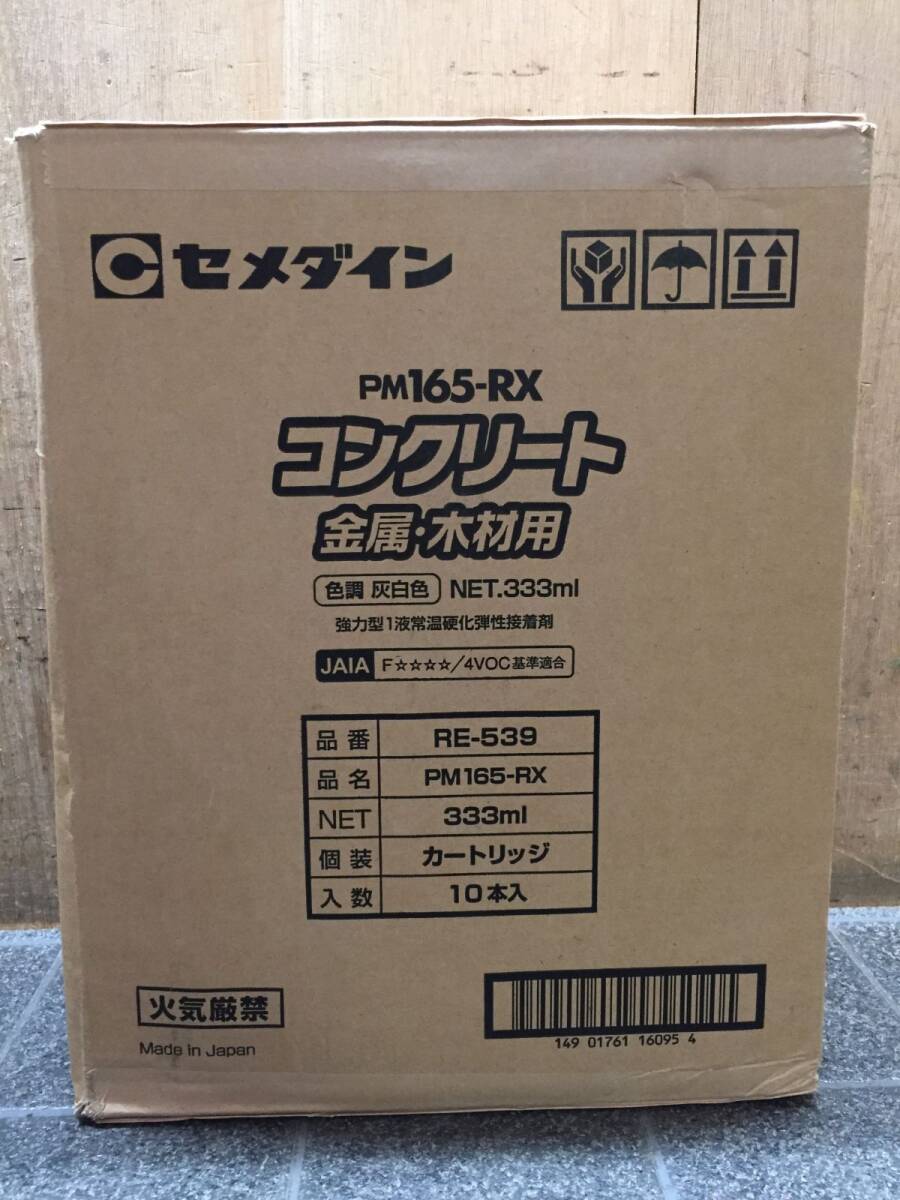 C セメダイン
PM165-RX
コンクリート
金属・木材用
色調 灰白色 NET.333ml
強力型1液常温硬化弾性接着剤
JAIA F☆☆☆☆/4VOC基準適合
品番 RE-539
品名 PM165-RX
NET 333ml
個装 カートリッジ
入数 10本入
火気厳禁
Made in Japan
149 01761 16095 4